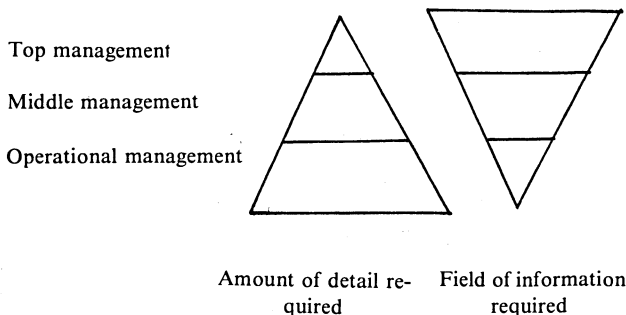 Top management
Middle management
Operational management
Amount of detail re-
quired
Field of information
required